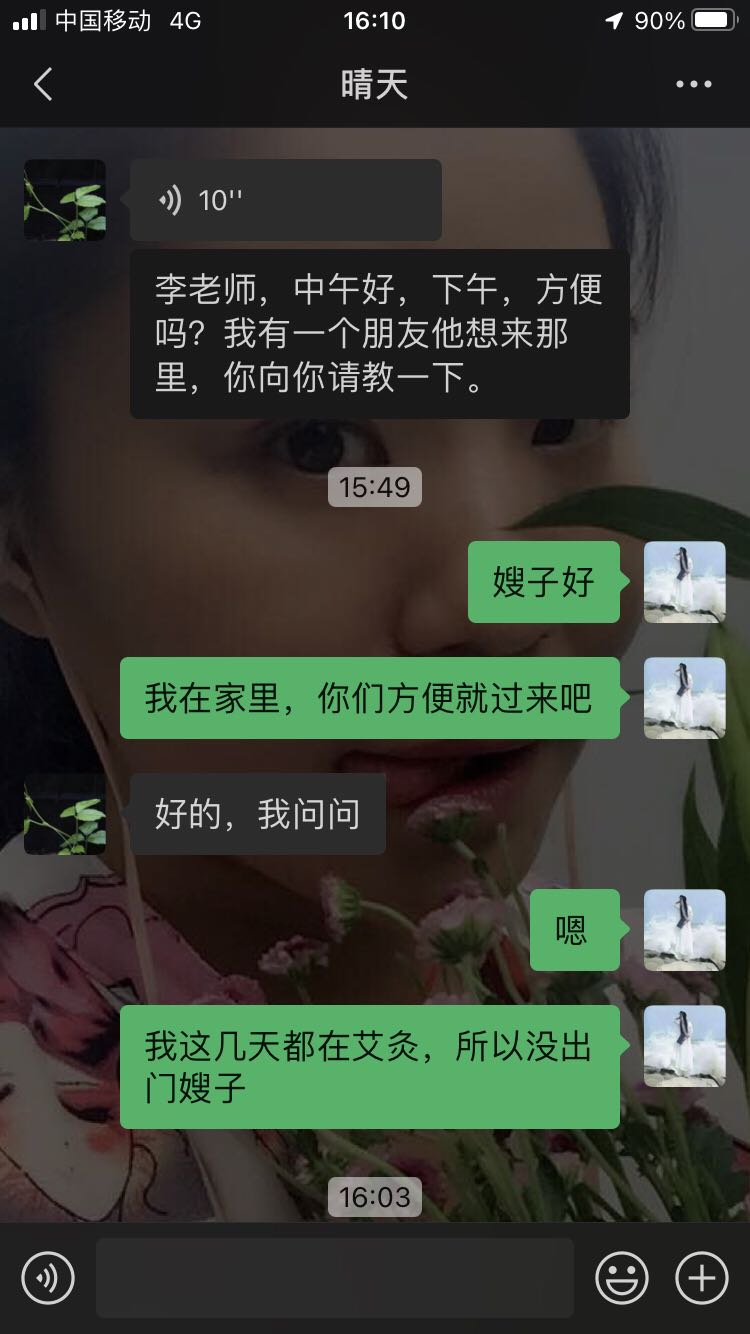 中国移动 4G 16:10 90%
晴天
10''
李老师，中午好，下午，方便
吗？我有一个朋友他想来那
里，你向你请教一下。
15:49
嫂子好
我在家里，你们方便就过来吧
好的，我问问
嗯
我这几天都在艾灸，所以没出
门嫂子
16:03